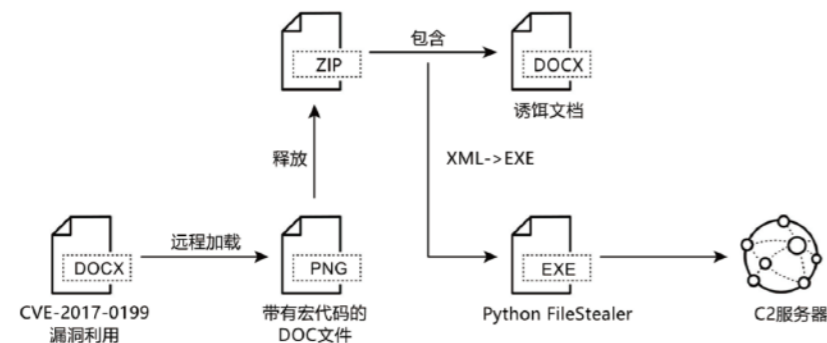 ZIP
包含
DOCX
诱饵文档
释放
XML->EXE
DOCX
远程加载
PNG
EXE
CVE-2017-0199
漏洞利用
带有宏代码的
DOC文件
Python FileStealer
C2服务器